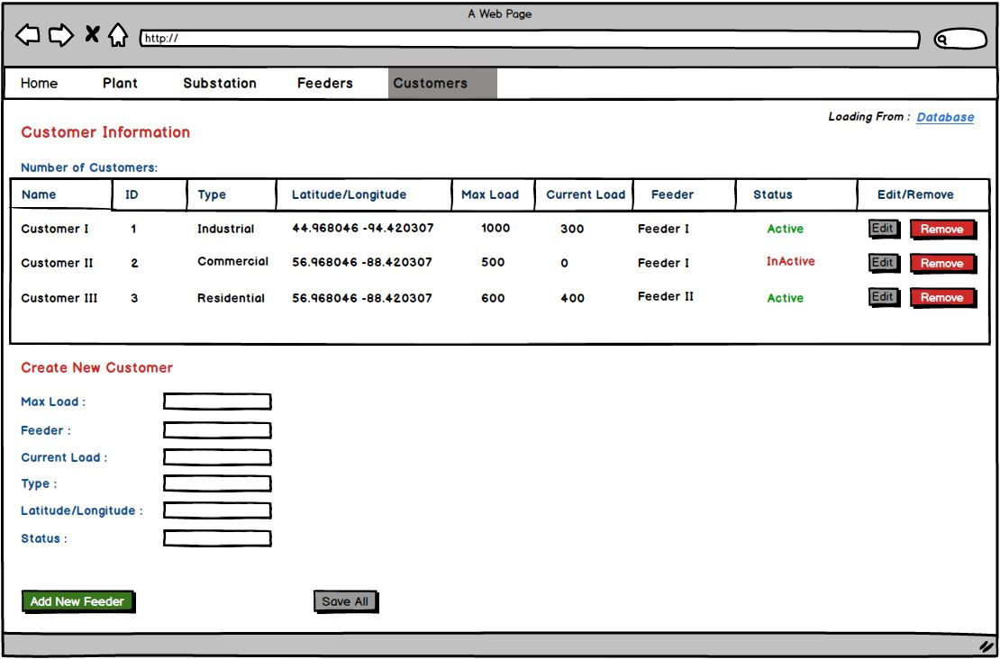 A Web Page
http://
Home Plant Substation Feeders Customers
Loading From : Database
Customer Information
Number of Customers:
Name ID Type Latitude/Longitude Max Load Current Load Feeder Status Edit/Remove
Customer I 1 Industrial 44.968046 -94.420307 1000 300 Feeder I Active Edit Remove
Customer II 2 Commercial 56.968046 -88.420307 500 0 Feeder I InActive Edit Remove
Customer III 3 Residential 56.968046 -88.420307 600 400 Feeder II Active Edit Remove
Create New Customer
Max Load :
Feeder :
Current Load :
Type :
Latitude/Longitude :
Status :
Add New Feeder Save All